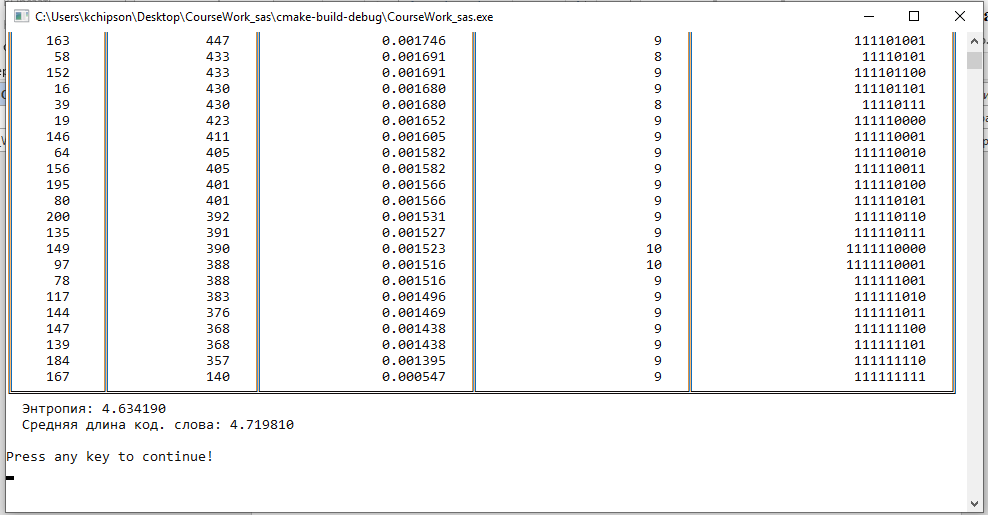 C:\Users\kchipson\Desktop\CourseWork_sas\cmake-build-debug\CourseWork_sas.exe
163 447 0.001746 9 111101001
58 433 0.001691 8 11110101
152 433 0.001691 9 111101100
16 430 0.001680 9 111101101
39 430 0.001680 8 11110111
19 423 0.001652 9 111110000
146 411 0.001605 9 111110001
64 405 0.001582 9 111110010
156 405 0.001582 9 111110011
195 401 0.001566 9 111110100
80 401 0.001566 9 111110101
200 392 0.001531 9 111110110
135 391 0.001527 9 111110111
149 390 0.001523 10 1111110000
97 388 0.001516 10 1111110001
78 388 0.001516 9 111111001
117 383 0.001496 9 111111010
144 376 0.001469 9 111111011
147 368 0.001438 9 111111100
139 368 0.001438 9 111111101
184 357 0.001395 9 111111110
167 140 0.000547 9 111111111
Энтропия: 4.634190
Средняя длина код. слова: 4.719810
Press any key to continue!